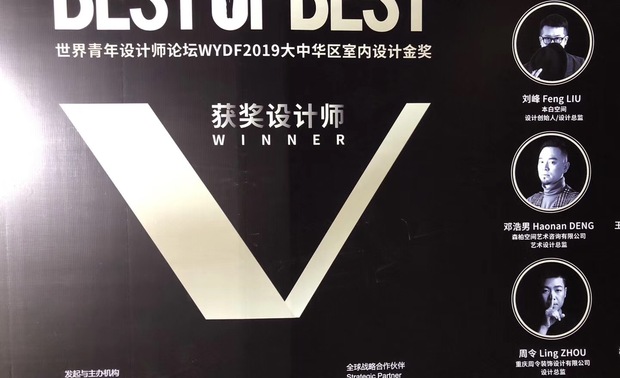 BEST OF BEST
世界青年设计师论坛WYDF2019大中华区室内设计金奖
获奖设计师
WINNER
刘峰 Feng LIU
本白空间
设计创始人/设计总监
邓浩男 Haonan DENG
森柏空间艺术咨询有限公司
艺术设计总监
周令 Ling ZHOU
重庆周令装饰设计有限公司
设计总监
发起与主办机构
全球战略合作伙伴
Strategic Partner